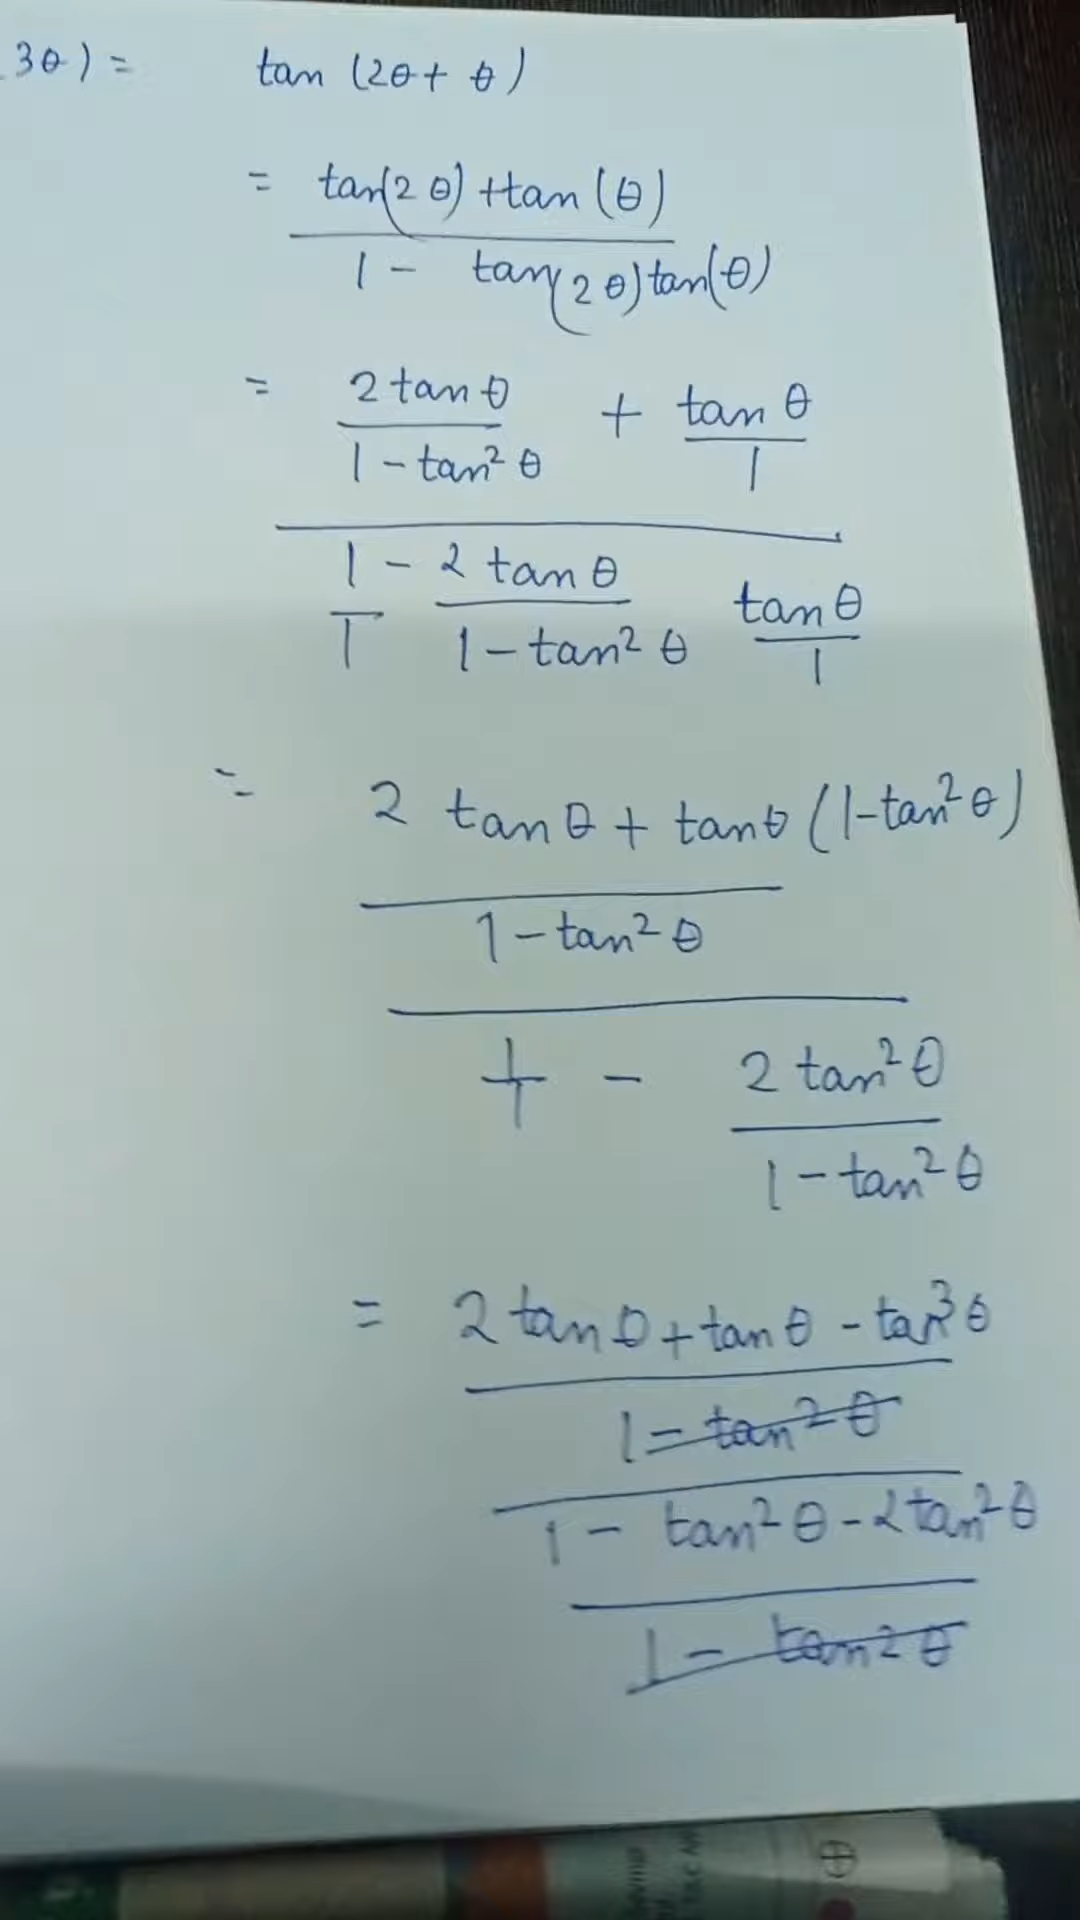 3θ) = tan (2θ + θ)
= tan(2θ) + tan(θ)
1 - tan(2θ) tan(θ)
= 2 tan θ + tan θ
1 - tan² θ 1
1 - 2 tan θ tan θ
1 1 - tan² θ 1
= 2 tan θ + tan θ (1 - tan² θ)
1 - tan² θ
1 - 2 tan² θ
1 1 - tan² θ
= 2 tan θ + tan θ - tan³ θ
1 - tan² θ
1 - tan² θ - 2 tan² θ
1 - tan² θ